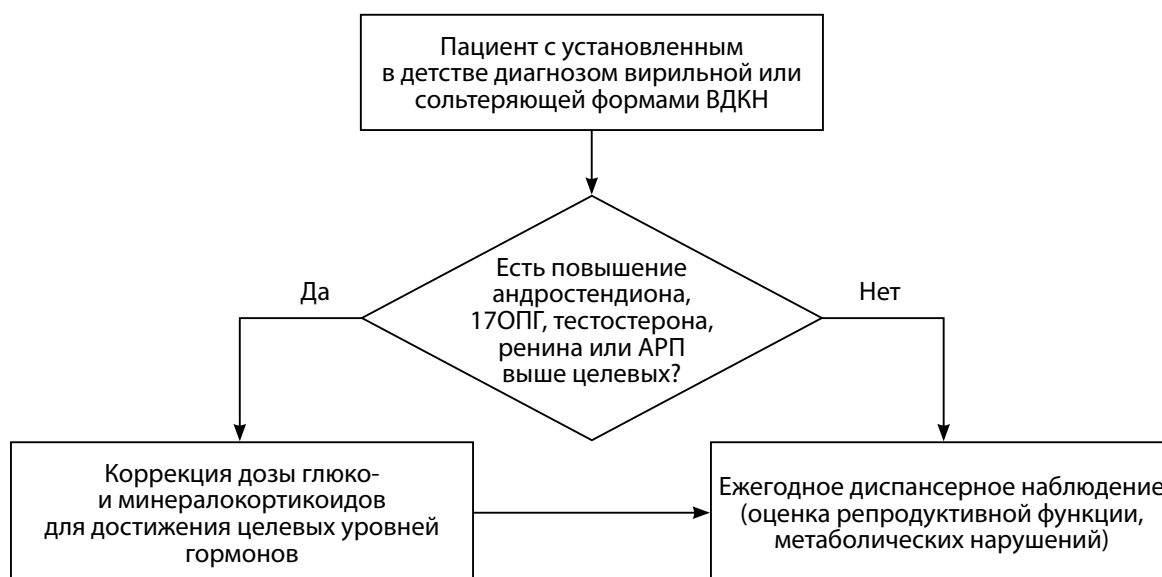 Пациент с установленным
в детстве диагнозом вирильной или
сольтеряющей формами ВДКН
Есть повышение
андростендиона,
17ОПГ, тестостерона,
ренина или АРП
выше целевых?
Да
Нет
Коррекция дозы глюко-
и минералокортикоидов
для достижения целевых уровней
гормонов
Ежегодное диспансерное наблюдение
(оценка репродуктивной функции,
метаболических нарушений)